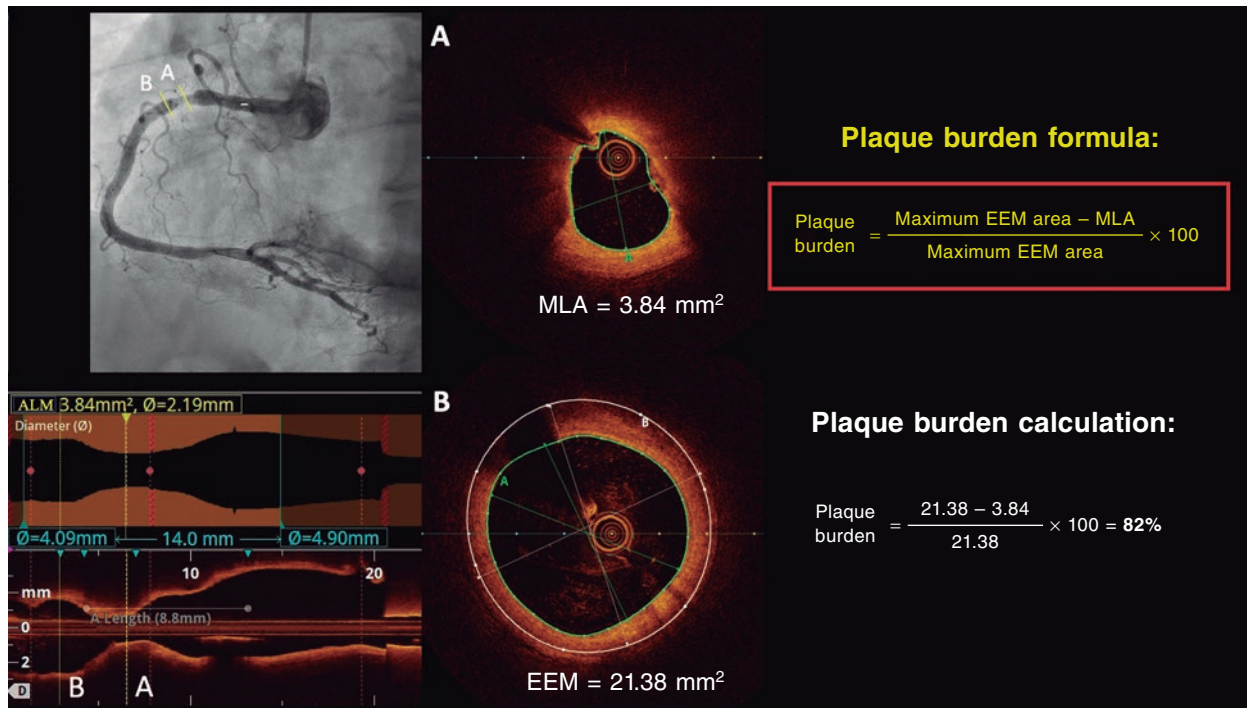 B A
A
MLA = 3.84 mm²
Plaque burden formula:
Plaque burden = Maximum EEM area – MLA / Maximum EEM area × 100
ALM 3.84mm², Ø=2.19mm
Diameter (Ø)
Ø=4.09mm 14.0 mm Ø=4.90mm
10 20
mm
A Length (8.8mm)
0
2
D B A
B
B
A
A
EEM = 21.38 mm²
Plaque burden calculation:
Plaque burden = 21.38 – 3.84 / 21.38 × 100 = 82%